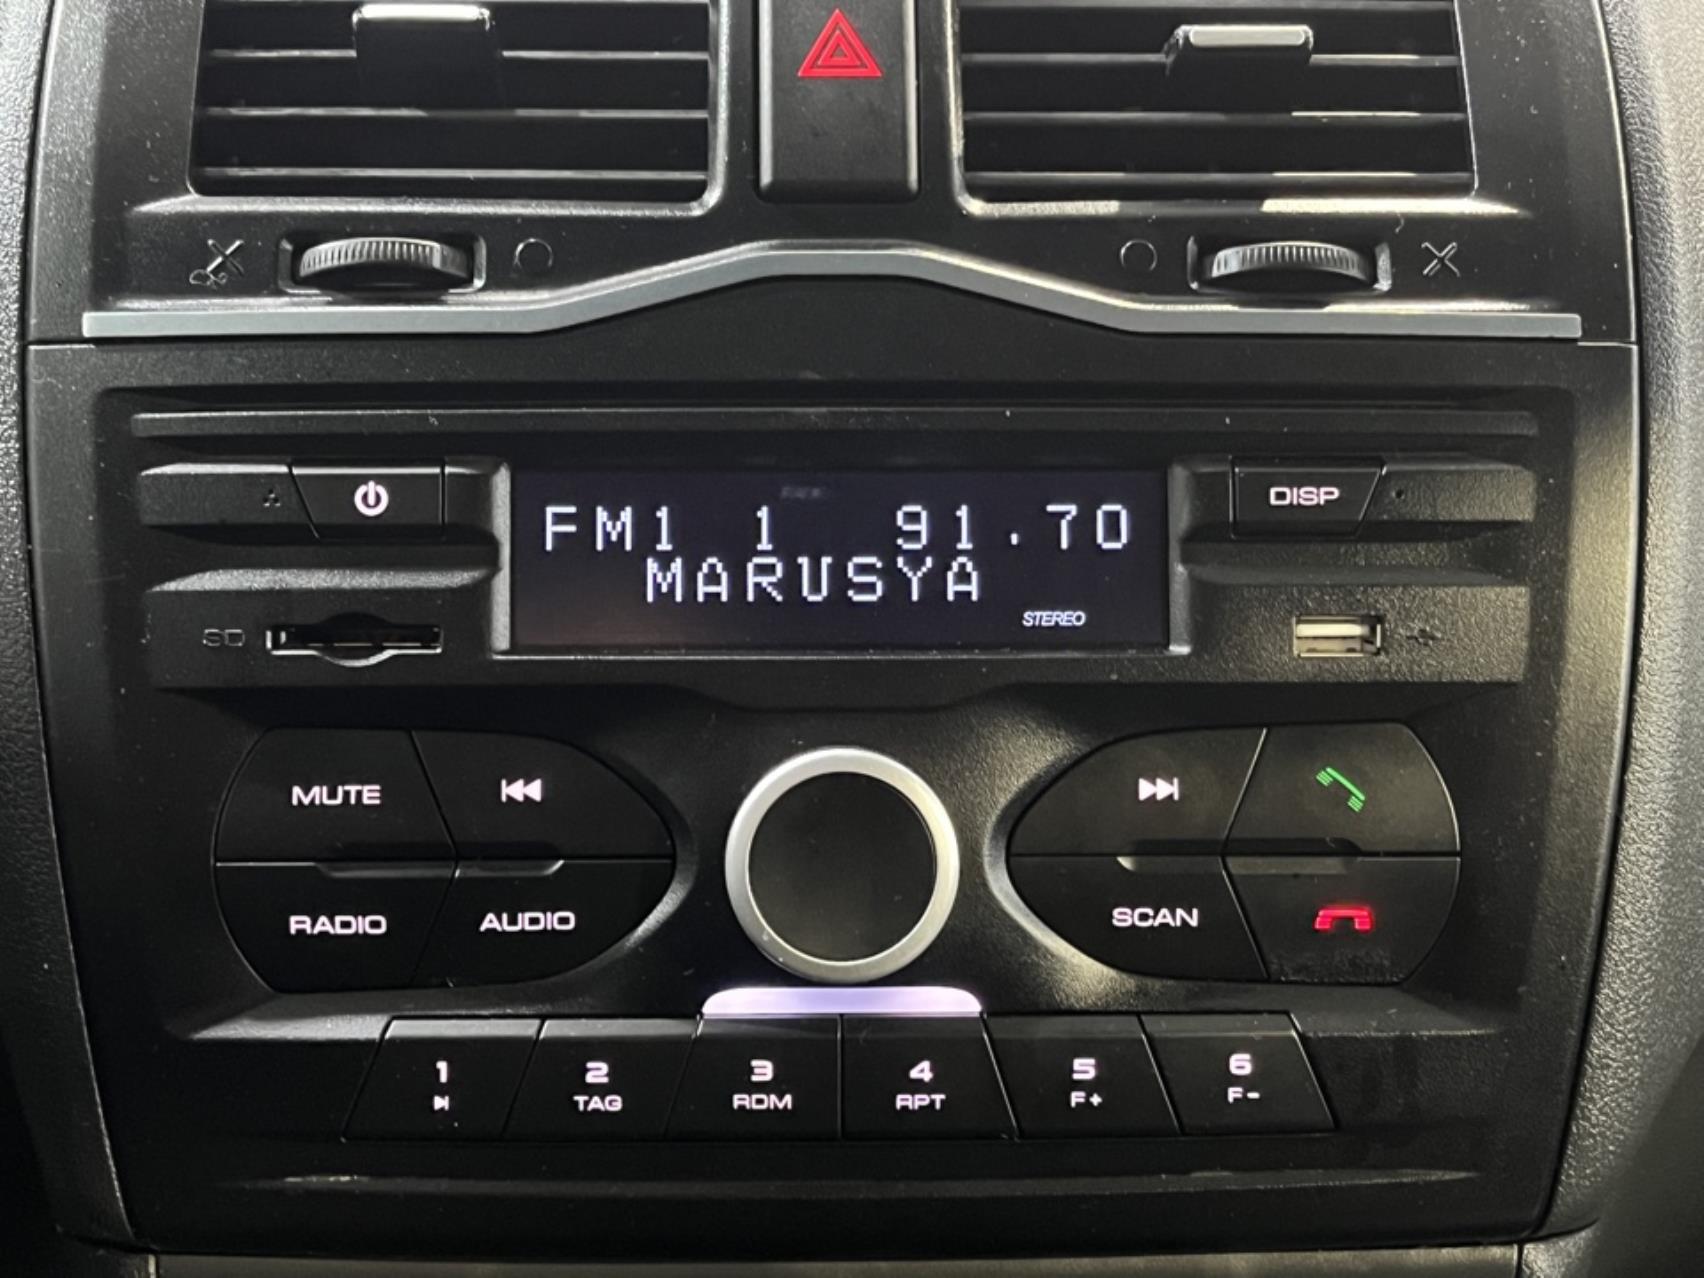 FM1 1 91.70
MARUSYA
STEREO
DISP
SD
MUTE
RADIO
AUDIO
SCAN
1
2
TAG
3
RDM
4
RPT
5
F+
6
F-